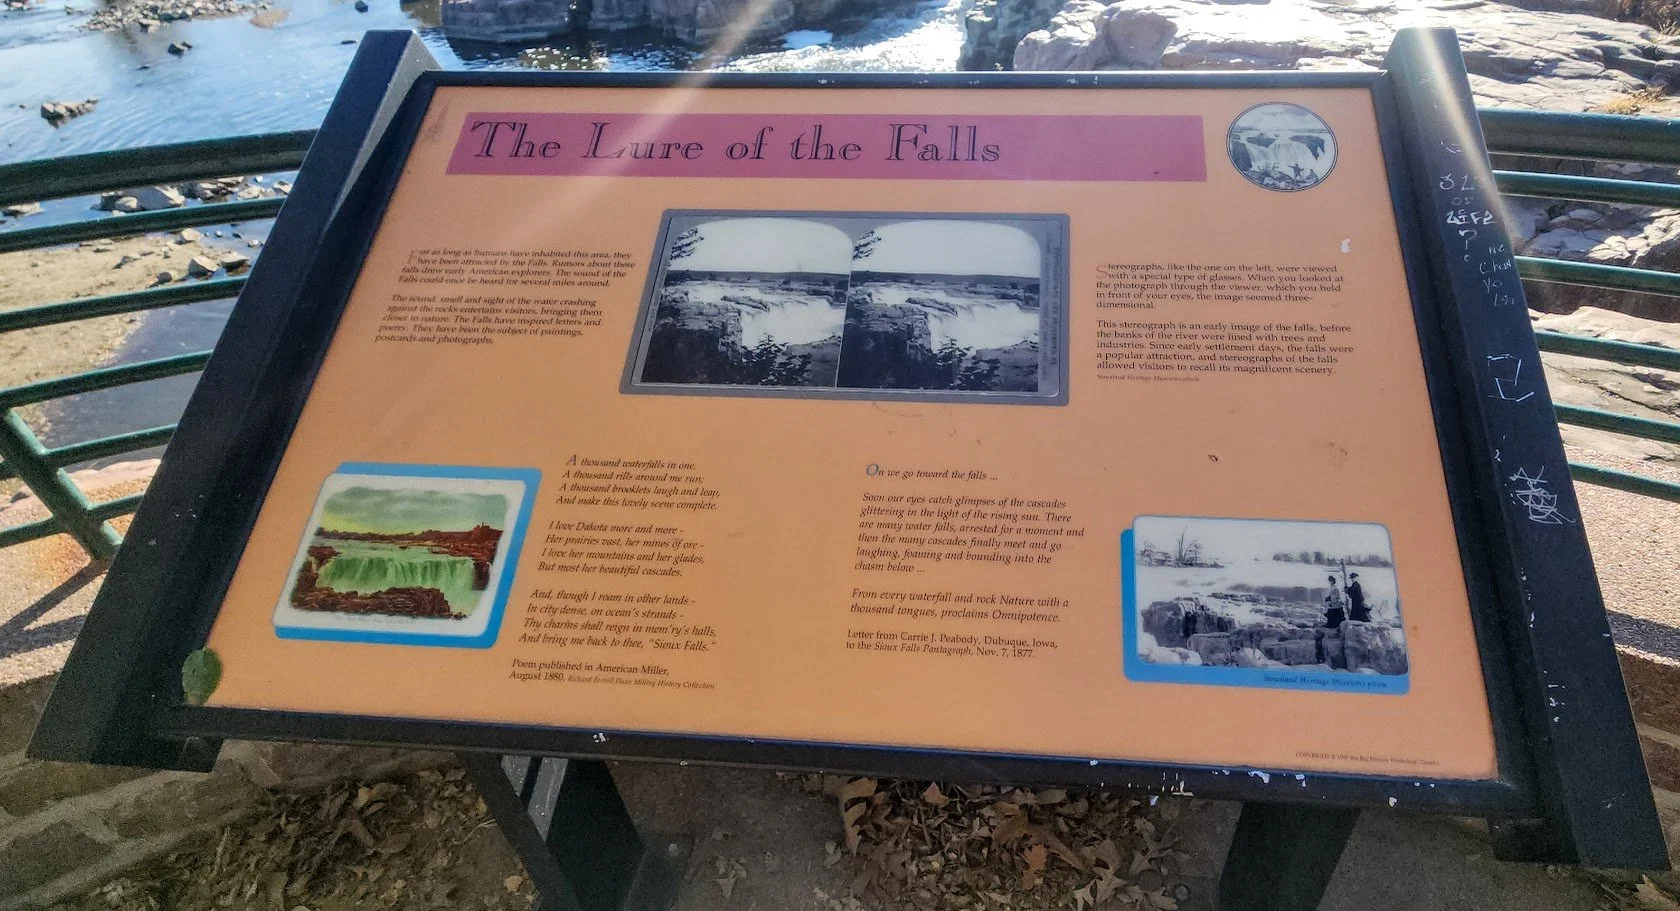 The Lure of the Falls
For as long as humans have inhabited this area, they
have been attracted by the Falls. Rumors about these
falls drew early American explorers. The sound of the
Falls could once be heard for several miles around.
The sound, smell and sight of the water crashing
against the rocks entertains visitors, bringing them
closer to nature. The Falls have inspired letters and
poetry. They have been the subject of paintings,
postcards and photographs.
Stereographs, like the one on the left, were viewed
with a special type of glasses. When you looked at
the photograph through the viewer, which you held
in front of your eyes, the image seemed three-
dimensional.
This stereograph is an early image of the falls, before
the banks of the river were lined with trees and
industries. Since early settlement days, the falls were
a popular attraction, and stereographs of the falls
allowed visitors to recall its magnificent scenery.
Siouxland Heritage Museums photo
A thousand waterfalls in one,
A thousand rills around me run;
A thousand brooklets laugh and leap,
And make this lovely scene complete.
I love Dakota more and more -
Her prairies vast, her mines of ore -
I love her mountains and her glades,
But most her beautiful cascades.
And, though I roam in other lands -
In city dense, on ocean's strands -
Thy charms shall reign in mem'ry's halls,
And bring me back to thee, "Sioux Falls."
Poem published in American Miller,
August 1880. Richard Ferrell Flour Milling History Collection
On we go toward the falls ...
Soon our eyes catch glimpses of the cascades
glittering in the light of the rising sun. There
are many water falls, arrested for a moment and
then the many cascades finally meet and go
laughing, foaming and bounding into the
chasm below ...
From every waterfall and rock Nature with a
thousand tongues, proclaims Omnipotence.
Letter from Carrie J. Peabody, Dubuque, Iowa,
to the Sioux Falls Pantagraph, Nov. 7, 1877.
Siouxland Heritage Museums photo
COPYRIGHT © the Big Muddy Workshop, Omaha
OF
LIFE
?